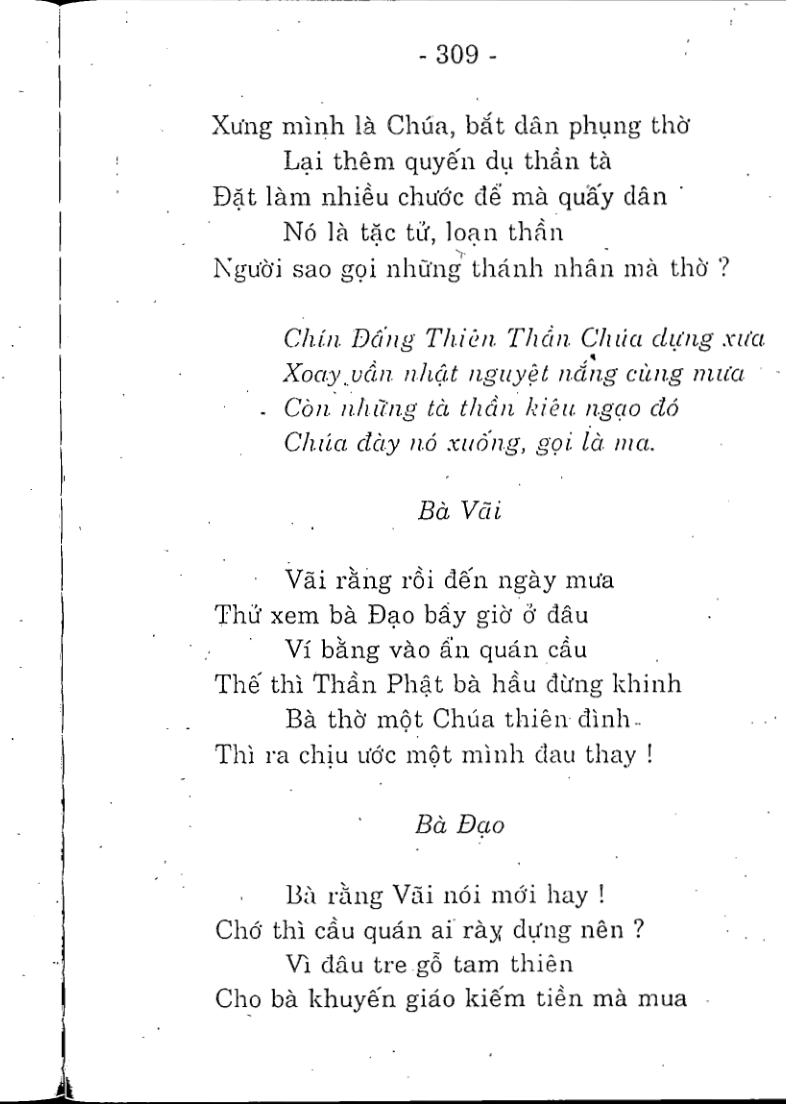 - 309 -
Xưng mình là Chúa, bắt dân phụng thờ
Lại thêm quyến dụ thần tà
Đặt làm nhiều chước để mà quấy dân
Nó là tặc tử, loạn thần
Người sao gọi những thánh nhân mà thờ ?
Chín Đấng Thiên Thần Chúa dựng xưa
Xoay vần nhật nguyệt nắng cùng mưa
Còn những tà thần kiêu ngạo đó
Chúa đày nó xuống, gọi là ma.
Bà Vãi
Vãi rằng rồi đến ngày mưa
Thử xem bà Đạo bấy giờ ở đâu
Ví bằng vào ẩn quán cầu
Thế thì Thần Phật bà hầu đừng khinh
Bà thờ một Chúa thiên đình
Thì ra chịu ước một mình đau thay !
Bà Đạo
Bà rằng Vãi nói mới hay !
Chớ thì cầu quán ai rày dựng nên ?
Vì đâu tre gỗ tam thiên
Cho bà khuyến giáo kiếm tiền mà mua